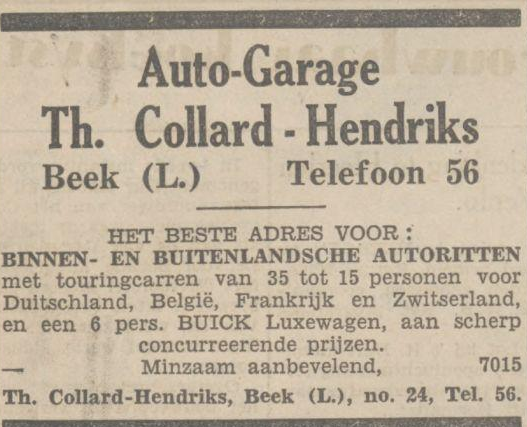 Auto-Garage
Th. Collard - Hendriks
Beek (L.) Telefoon 56
HET BESTE ADRES VOOR:
BINNEN- EN BUITENLANDSCHE AUTORITTEN
met touringcarren van 35 tot 15 personen voor
Duitschland, België, Frankrijk en Zwitserland,
en een 6 pers. BUICK Luxewagen, aan scherp
concurreerende prijzen.
— Minzaam aanbevelend, 7015
Th. Collard-Hendriks, Beek (L.), no. 24, Tel. 56.